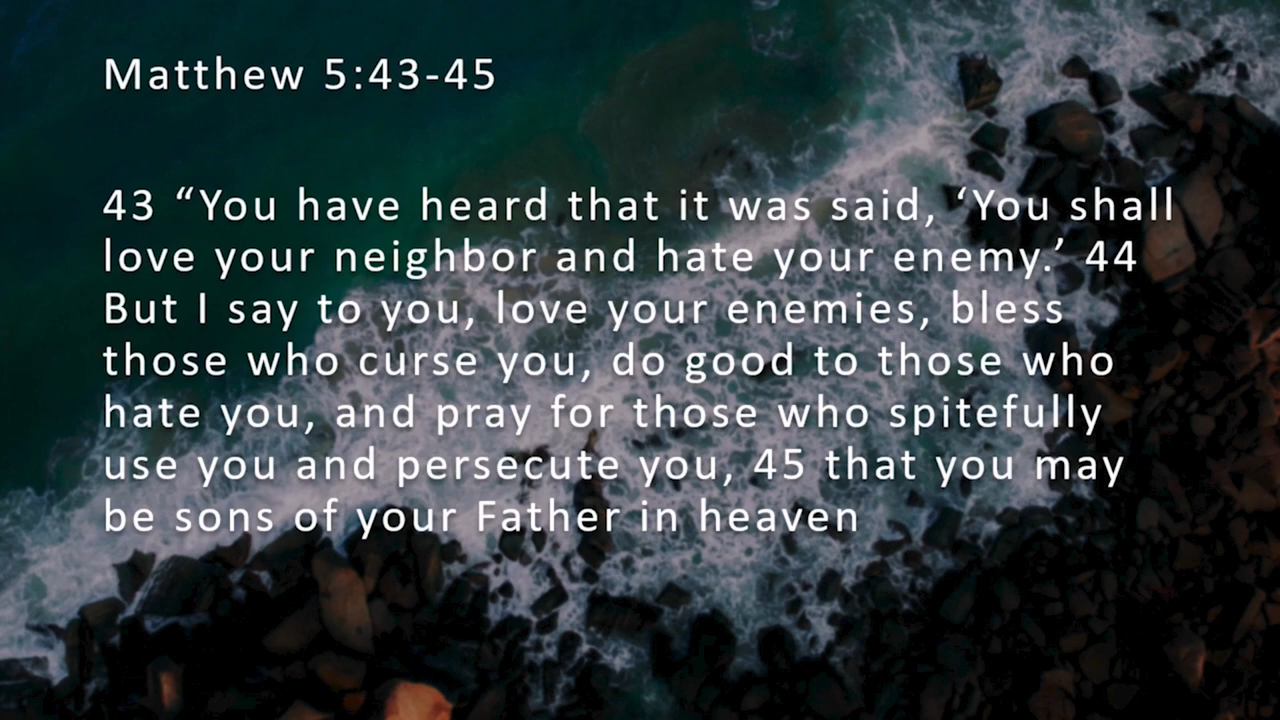 Matthew 5:43-45
43 “You have heard that it was said, ‘You shall
love your neighbor and hate your enemy.’ 44
But I say to you, love your enemies, bless
those who curse you, do good to those who
hate you, and pray for those who spitefully
use you and persecute you, 45 that you may
be sons of your Father in heaven